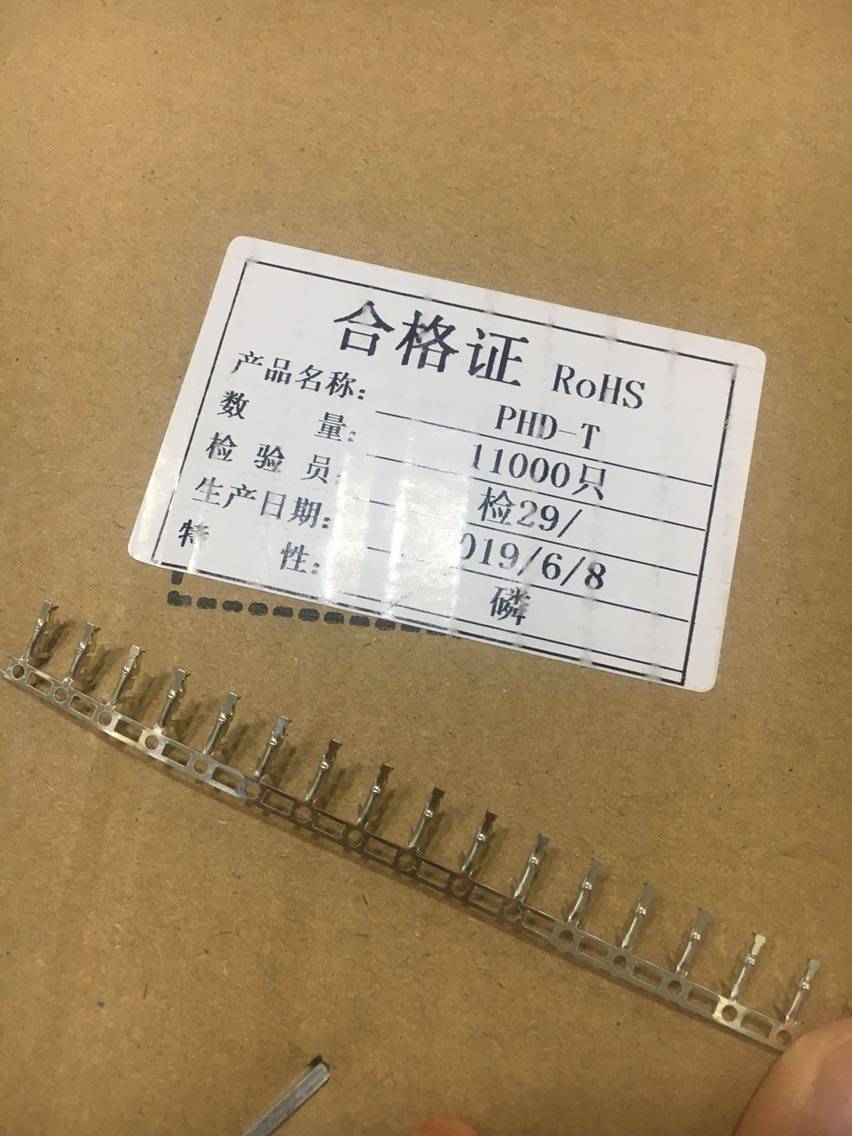 合格证 RoHS
产品名称: PHD-T
数量: 11000只
检验员: 检29/
生产日期: 019/6/8
特性: 磷